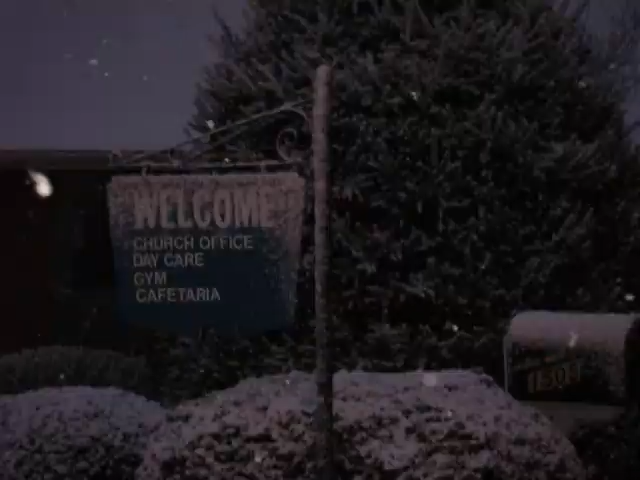 WELCOME
CHURCH OFFICE
DAY CARE
GYM
CAFETARIA